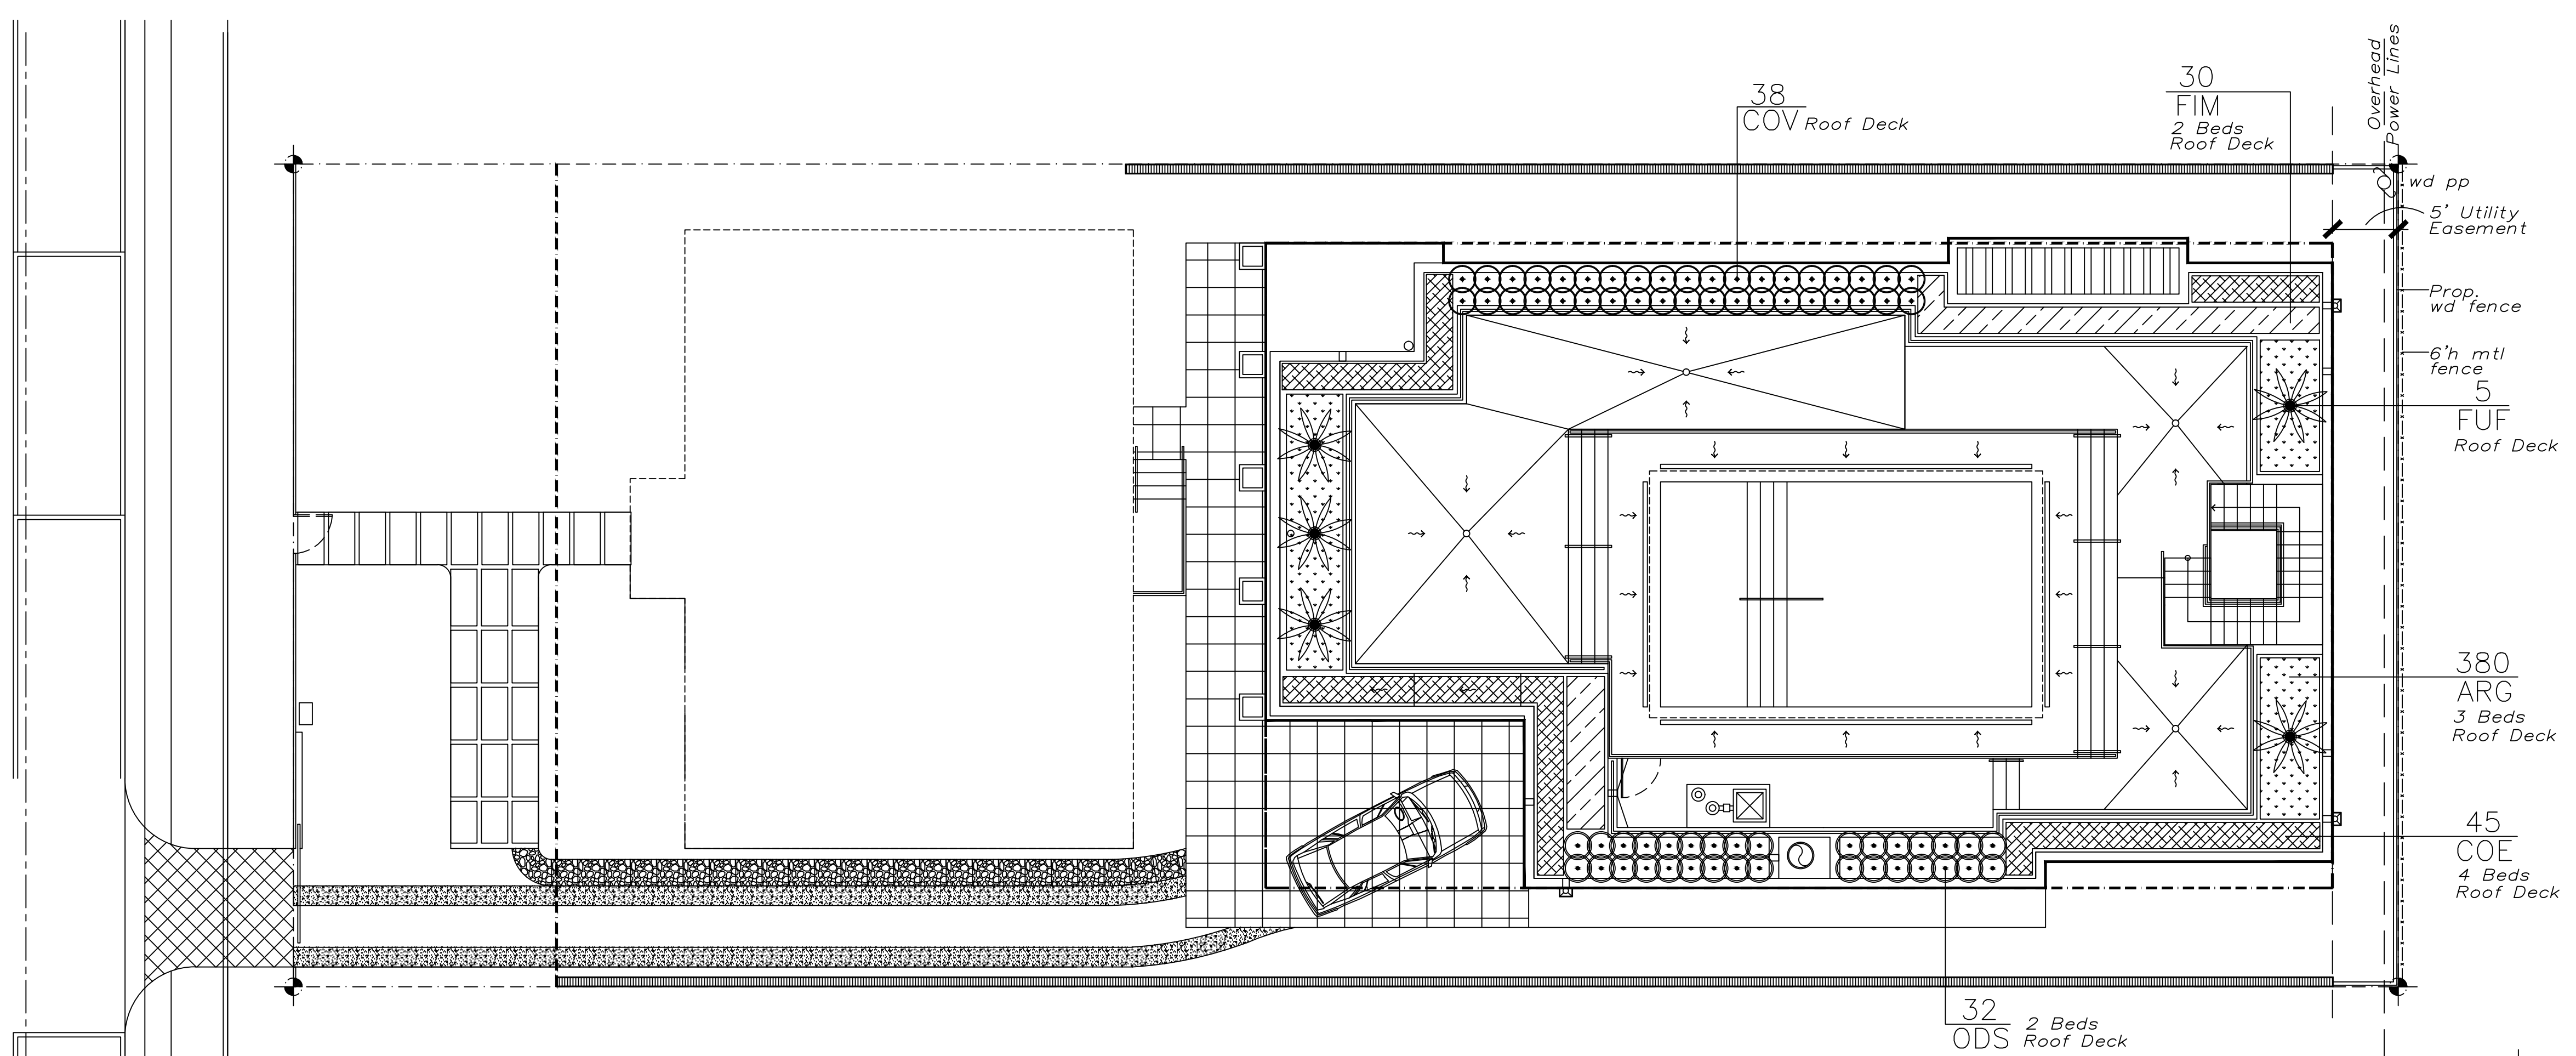 Overhead
Power Lines
38
COV Roof Deck
30
FIM
2 Beds
Roof Deck
wd pp
5' Utility
Easement
Prop.
wd fence
6'h mtl
fence
5
FUF
Roof Deck
380
ARG
3 Beds
Roof Deck
45
COE
4 Beds
Roof Deck
32
ODS
2 Beds
Roof Deck